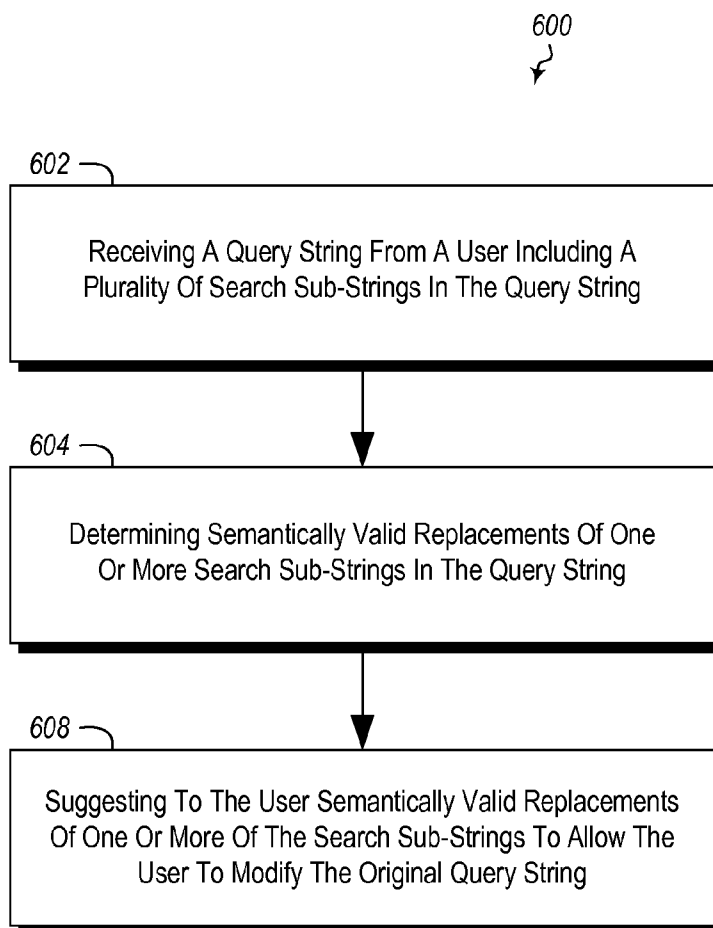 600
602
Receiving A Query String From A User Including A
Plurality Of Search Sub-Strings In The Query String
604
Determining Semantically Valid Replacements Of One
Or More Search Sub-Strings In The Query String
608
Suggesting To The User Semantically Valid Replacements
Of One Or More Of The Search Sub-Strings To Allow The
User To Modify The Original Query String